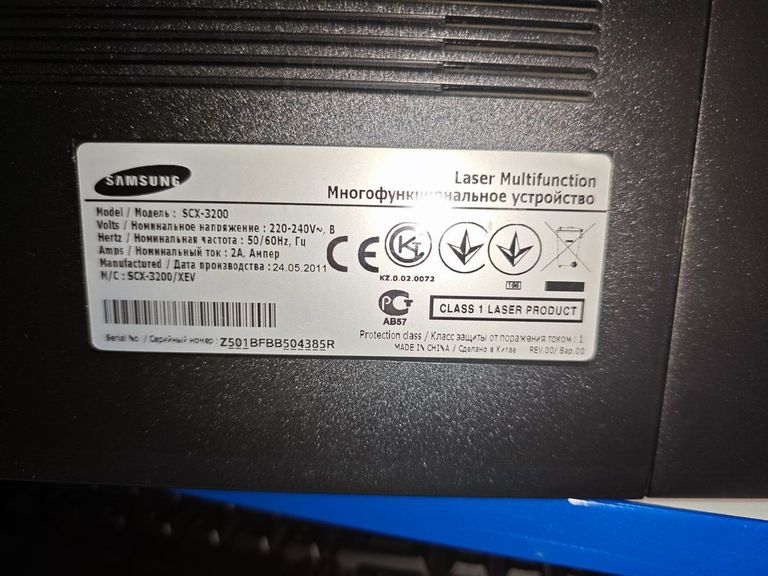 SAMSUNG
Laser Multifunction
Многофункциональное устройство
Model / Модель : SCX-3200
Volts / Номинальное напряжение : 220-240V~, В
Hertz / Номинальная частота : 50/60Hz, Гц
Amps / Номинальный ток : 2A, Ампер
Manufactured / Дата производства : 24.05.2011
M/C : SCX-3200/XEV
CE
KZ.0.02.0072
AB57
CLASS 1 LASER PRODUCT
Serial No / Серийный номер : Z501BFBB504385R
Protection class / Класс защиты от поражения током : 1
MADE IN CHINA / Сделано в Китае REV.00/ Вер.00